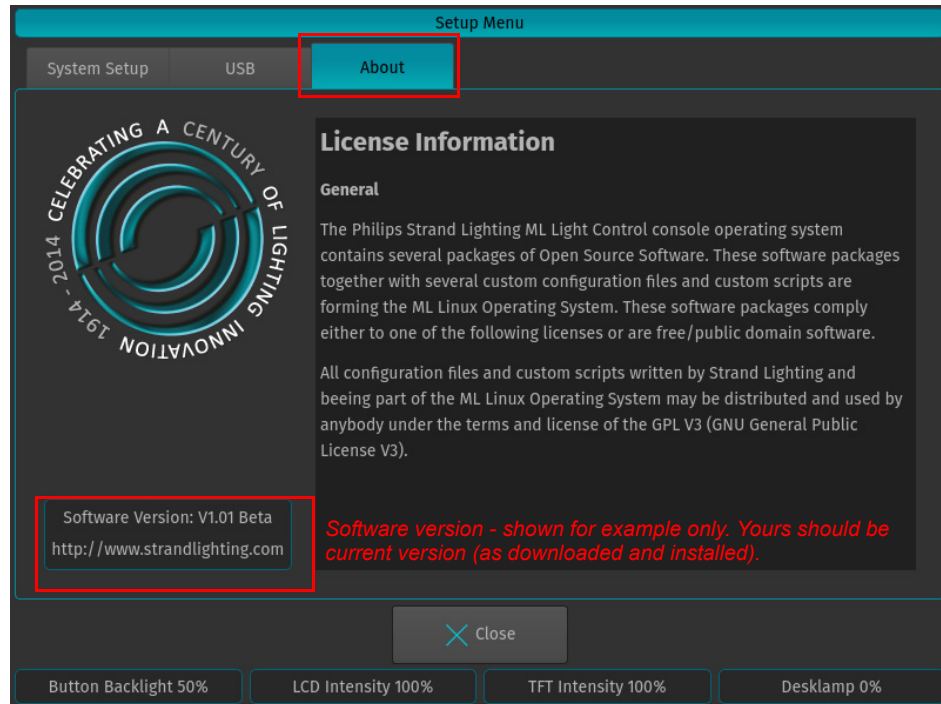 Setup Menu
System Setup
USB
About
1914 - 2014 CELEBRATING A CENTURY OF LIGHTING INNOVATION
License Information
General
The Philips Strand Lighting ML Light Control console operating system
contains several packages of Open Source Software. These software packages
together with several custom configuration files and custom scripts are
forming the ML Linux Operating System. These software packages comply
either to one of the following licenses or are free/public domain software.
All configuration files and custom scripts written by Strand Lighting and
beeing part of the ML Linux Operating System may be distributed and used by
anybody under the terms and license of the GPL V3 (GNU General Public
License V3).
Software Version: V1.01 Beta
http://www.strandlighting.com
Software version - shown for example only. Yours should be
current version (as downloaded and installed).
Close
Button Backlight 50%
LCD Intensity 100%
TFT Intensity 100%
Desklamp 0%